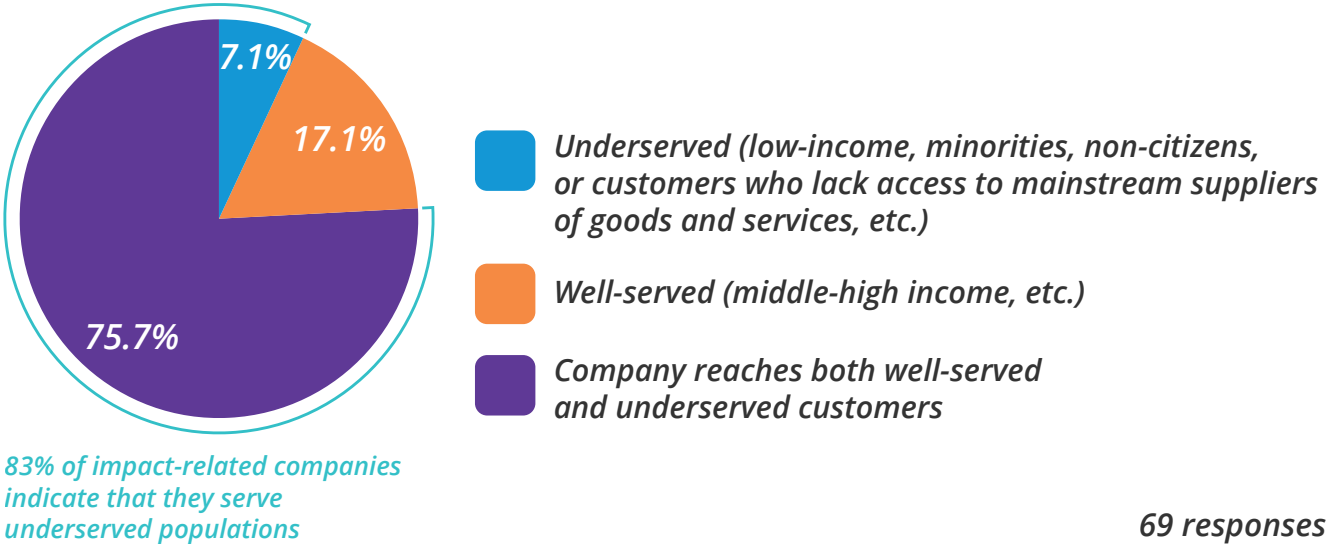 7.1%
17.1%
75.7%
Underserved (low-income, minorities, non-citizens,
or customers who lack access to mainstream suppliers
of goods and services, etc.)
Well-served (middle-high income, etc.)
Company reaches both well-served
and underserved customers
83% of impact-related companies
indicate that they serve
underserved populations
69 responses